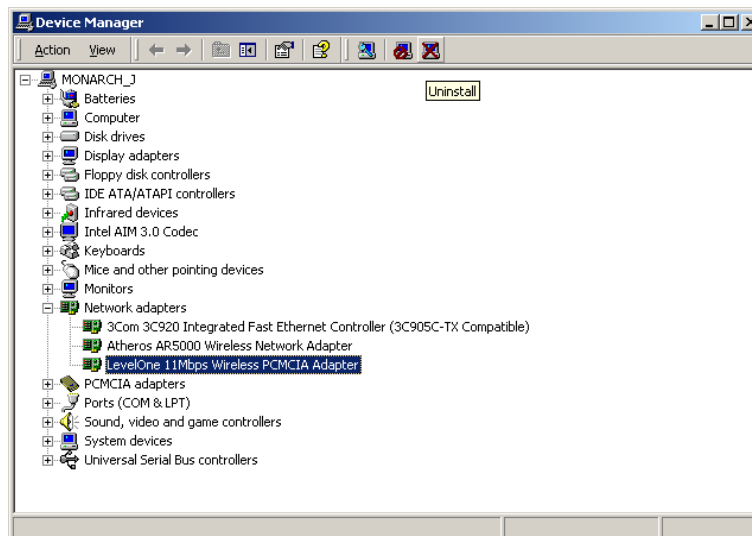 Device Manager
Action View
Uninstall
MONARCH_J
Batteries
Computer
Disk drives
Display adapters
Floppy disk controllers
IDE ATA/ATAPI controllers
Infrared devices
Intel AIM 3.0 Codec
Keyboards
Mice and other pointing devices
Monitors
Network adapters
3Com 3C920 Integrated Fast Ethernet Controller (3C905C-TX Compatible)
Atheros AR5000 Wireless Network Adapter
LevelOne 11Mbps Wireless PCMCIA Adapter
PCMCIA adapters
Ports (COM & LPT)
Sound, video and game controllers
System devices
Universal Serial Bus controllers